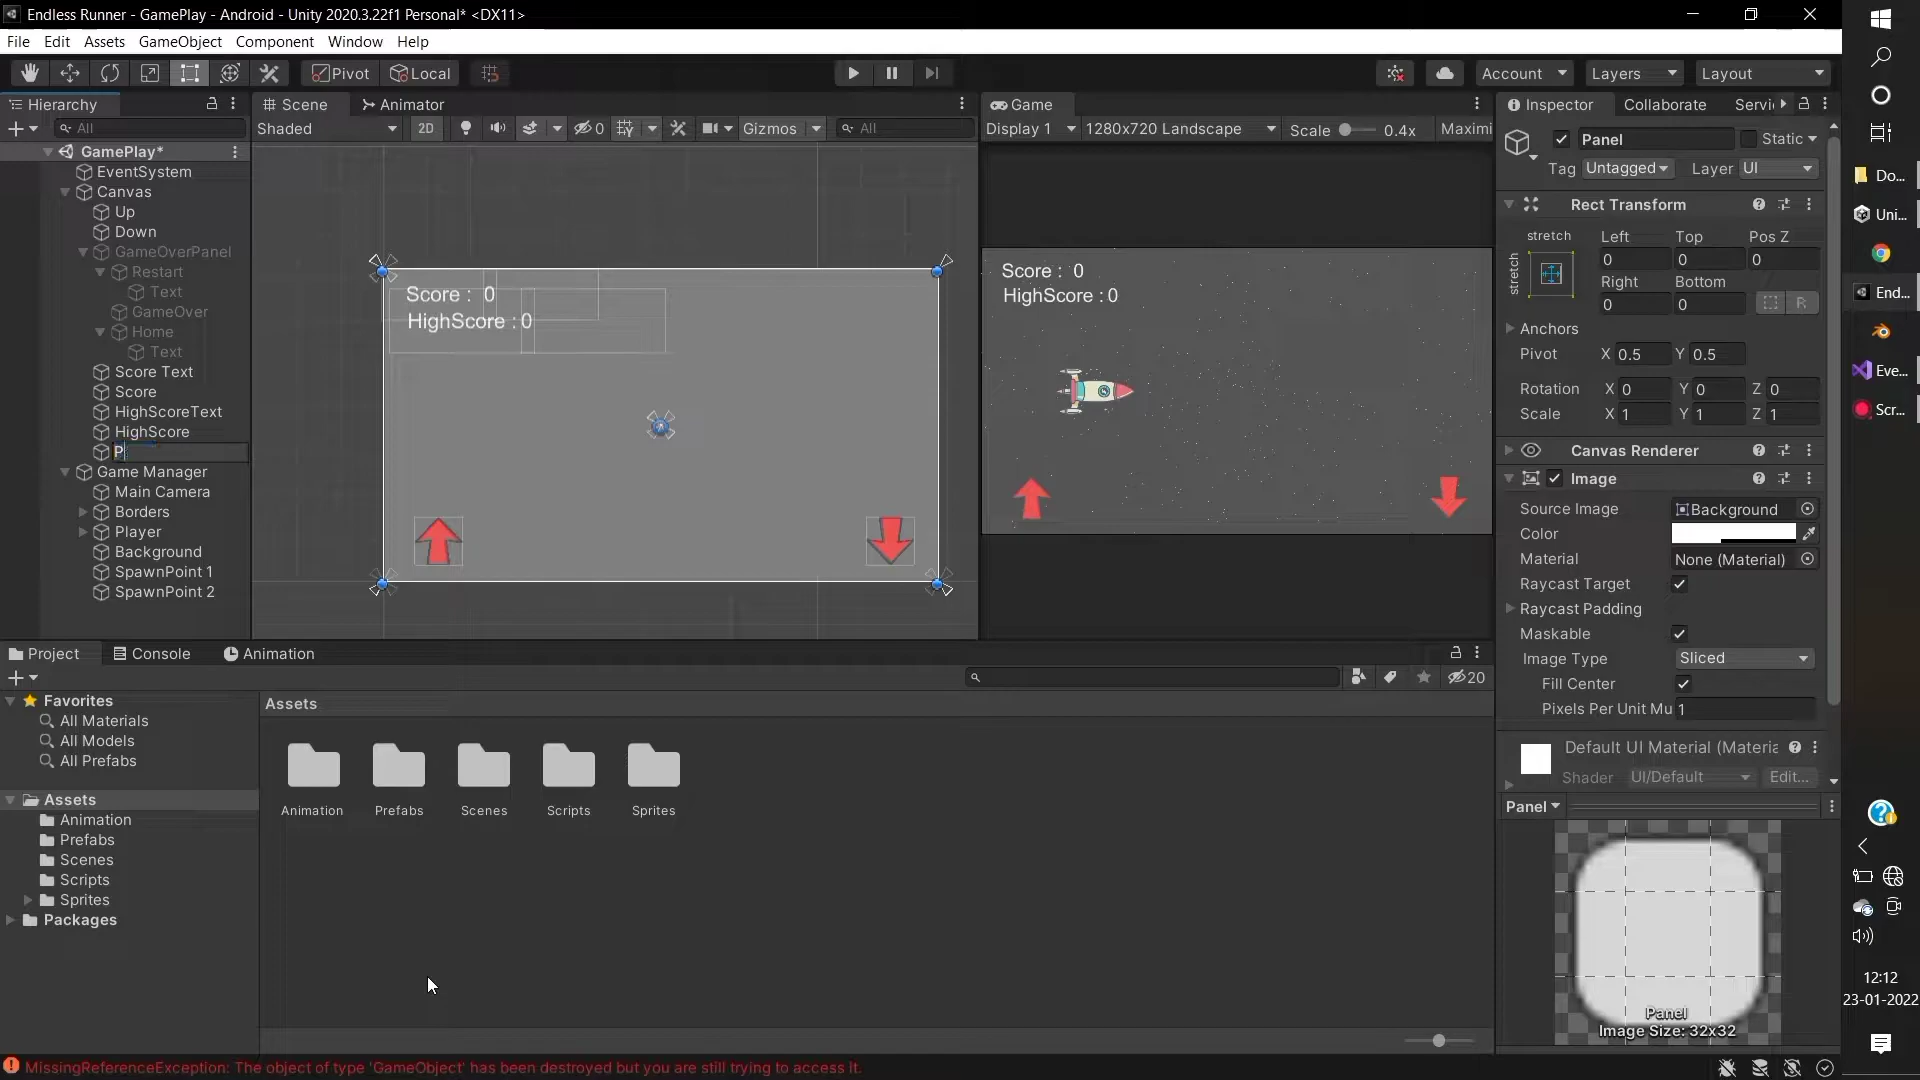 Endless Runner - GamePlay - Android - Unity 2020.3.22f1 Personal* <DX11>
File Edit Assets GameObject Component Window Help
Pivot Local Account Layers Layout
Hierarchy Scene Animator Game Inspector Collaborate
All Shaded 2D 0 Gizmos All Display 1 1280x720 Landscape Scale 0.4x
GamePlay*
EventSystem
Canvas
Up
Down
GameOverPanel
Restart
Text
GameOver
Home
Text
Score Text
Score
HighScoreText
HighScore
P
Game Manager
Main Camera
Borders
Player
Background
SpawnPoint 1
SpawnPoint 2
Score : 0
HighScore : 0
Score : 0
HighScore : 0
Panel Static
Tag Untagged Layer UI
Rect Transform
stretch Left Top Pos Z
stretch 0 0 0
Right Bottom
0 0 R
Anchors
Pivot X 0.5 Y 0.5
Rotation X 0 Y 0 Z 0
Scale X 1 Y 1 Z 1
Canvas Renderer
Image
Source Image Background
Color
Material None (Material)
Raycast Target
Raycast Padding
Maskable
Image Type Sliced
Fill Center
Pixels Per Unit Mu 1
Default UI Material (Materia
Shader UI/Default Edit...
Panel
Panel
Image Size: 32x32
Project Console Animation
20
Favorites
All Materials
All Models
All Prefabs
Assets
Animation
Prefabs
Scenes
Scripts
Sprites
Packages
Assets
Animation Prefabs Scenes Scripts Sprites
MissingReferenceException: The object of type 'GameObject' has been destroyed but you are still trying to access it.
Do...
Uni...
End...
Eve...
Scr...
12:12
23-01-2022